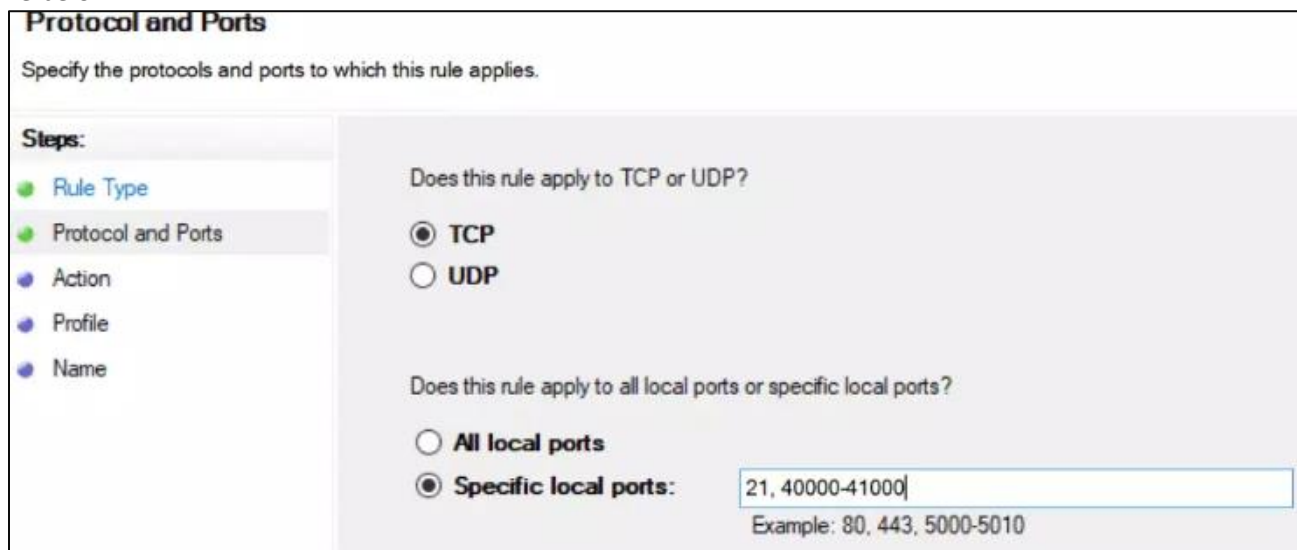 Protocol and Ports
Specify the protocols and ports to which this rule applies.
Steps:
Rule Type
Protocol and Ports
Action
Profile
Name
Does this rule apply to TCP or UDP?
TCP
UDP
Does this rule apply to all local ports or specific local ports?
All local ports
Specific local ports: 21, 40000-41000
Example: 80, 443, 5000-5010